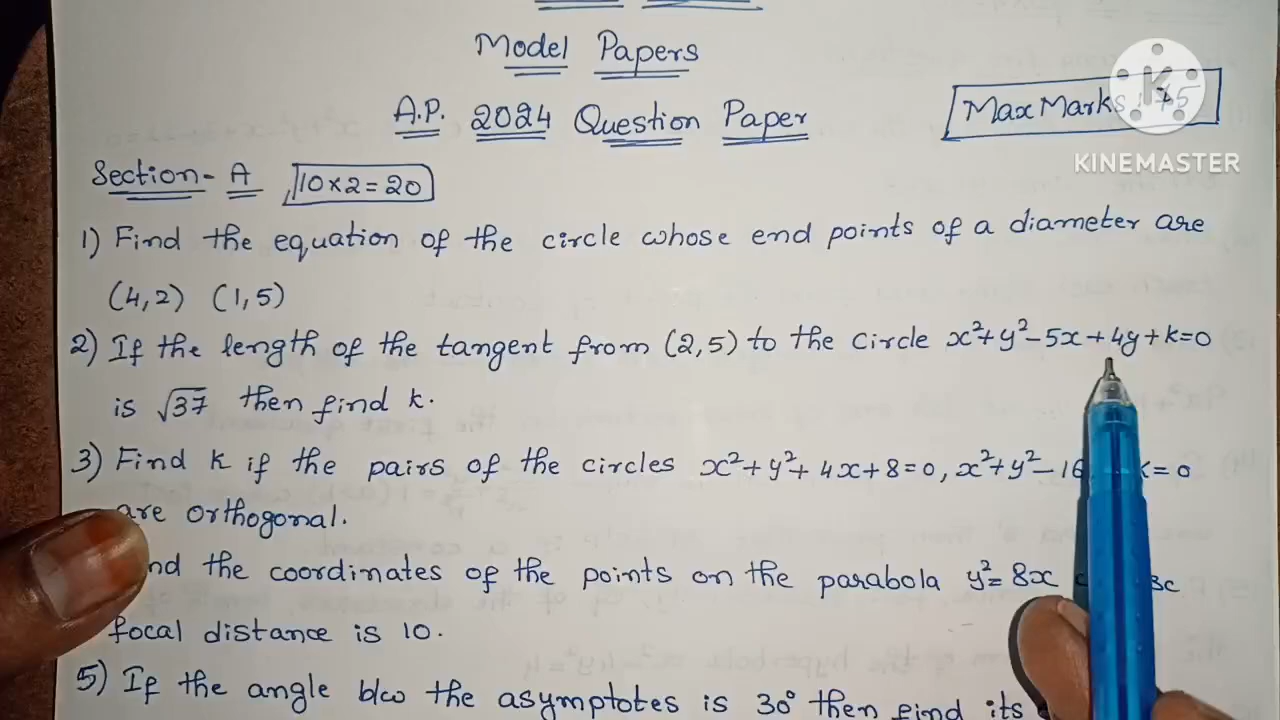 Model Papers
A.P. 2024 Question Paper
Max Marks: 75
KINEMASTER
Section - A 10×2=20
1) Find the equation of the circle whose end points of a diameter are
(4,2) (1,5)
2) If the length of the tangent from (2,5) to the circle x²+y²-5x+4y+k=0
is √37 then find k.
3) Find k if the pairs of the circles x²+y²+4x+8=0, x²+y²-16 k=0
are orthogonal.
the coordinates of the points on the parabola y²=8x
focal distance is 10.
5) If the angle b/w the asymptotes is 30° then find its